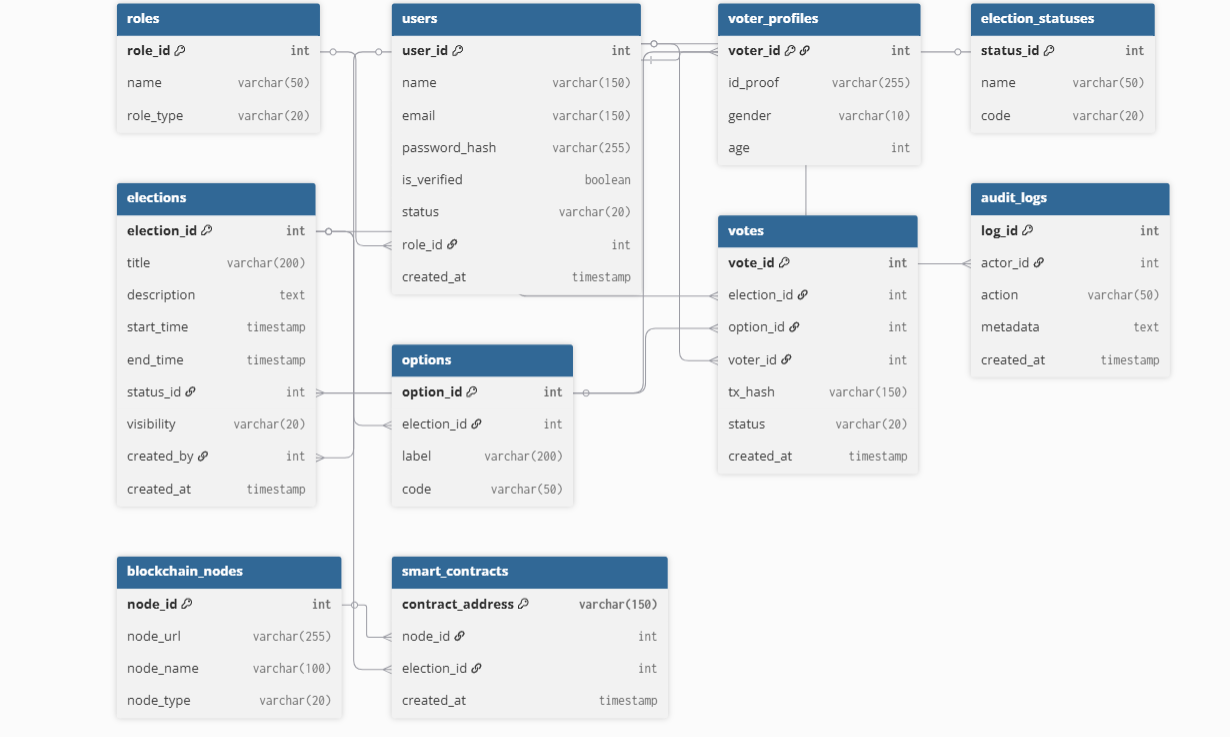 roles
role_id int
name varchar(50)
role_type varchar(20)
users
user_id int
name varchar(150)
email varchar(150)
password_hash varchar(255)
is_verified boolean
status varchar(20)
role_id int
created_at timestamp
voter_profiles
voter_id int
id_proof varchar(255)
gender varchar(10)
age int
election_statuses
status_id int
name varchar(50)
code varchar(20)
elections
election_id int
title varchar(200)
description text
start_time timestamp
end_time timestamp
status_id int
visibility varchar(20)
created_by int
created_at timestamp
options
option_id int
election_id int
label varchar(200)
code varchar(50)
votes
vote_id int
election_id int
option_id int
voter_id int
tx_hash varchar(150)
status varchar(20)
created_at timestamp
audit_logs
log_id int
actor_id int
action varchar(50)
metadata text
created_at timestamp
blockchain_nodes
node_id int
node_url varchar(255)
node_name varchar(100)
node_type varchar(20)
smart_contracts
contract_address varchar(150)
node_id int
election_id int
created_at timestamp